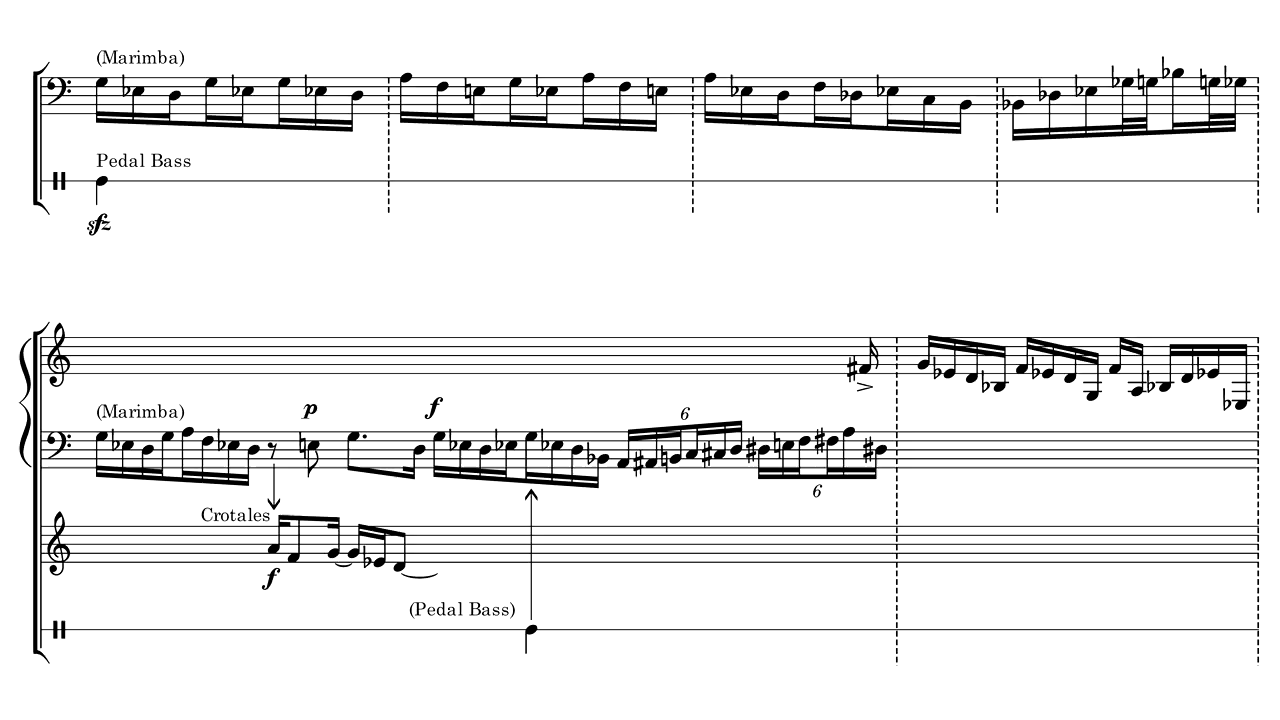 (Marimba)
Pedal Bass
sfz
(Marimba)
p
f
6
6
Crotales
f
(Pedal Bass)